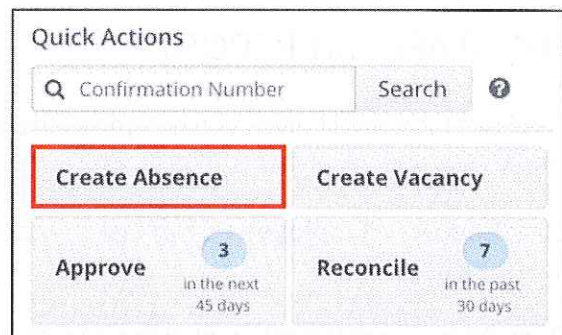 Quick Actions
Confirmation Number Search
Create Absence Create Vacancy
Approve 3 in the next 45 days
Reconcile 7 in the past 30 days